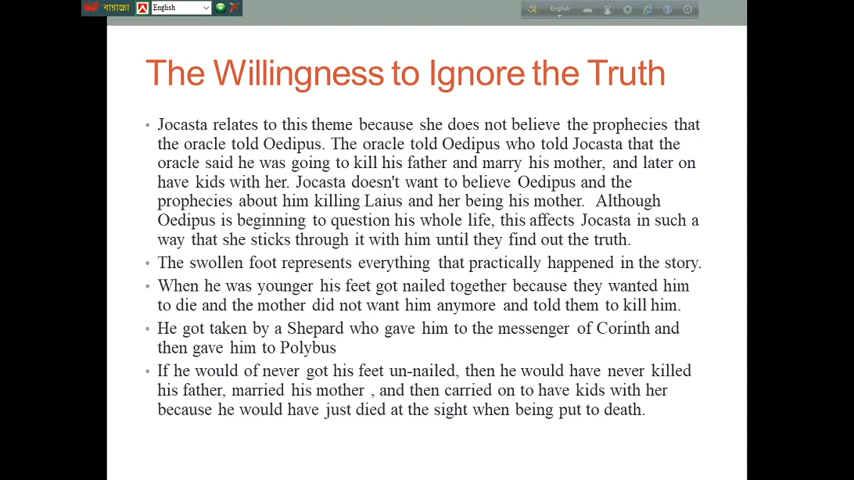 বায়ান্নো
English
অ English
The Willingness to Ignore the Truth
• Jocasta relates to this theme because she does not believe the prophecies that
the oracle told Oedipus. The oracle told Oedipus who told Jocasta that the
oracle said he was going to kill his father and marry his mother, and later on
have kids with her. Jocasta doesn't want to believe Oedipus and the
prophecies about him killing Laius and her being his mother. Although
Oedipus is beginning to question his whole life, this affects Jocasta in such a
way that she sticks through it with him until they find out the truth.
• The swollen foot represents everything that practically happened in the story.
• When he was younger his feet got nailed together because they wanted him
to die and the mother did not want him anymore and told them to kill him.
• He got taken by a Shepard who gave him to the messenger of Corinth and
then gave him to Polybus
• If he would of never got his feet un-nailed, then he would have never killed
his father, married his mother , and then carried on to have kids with her
because he would have just died at the sight when being put to death.